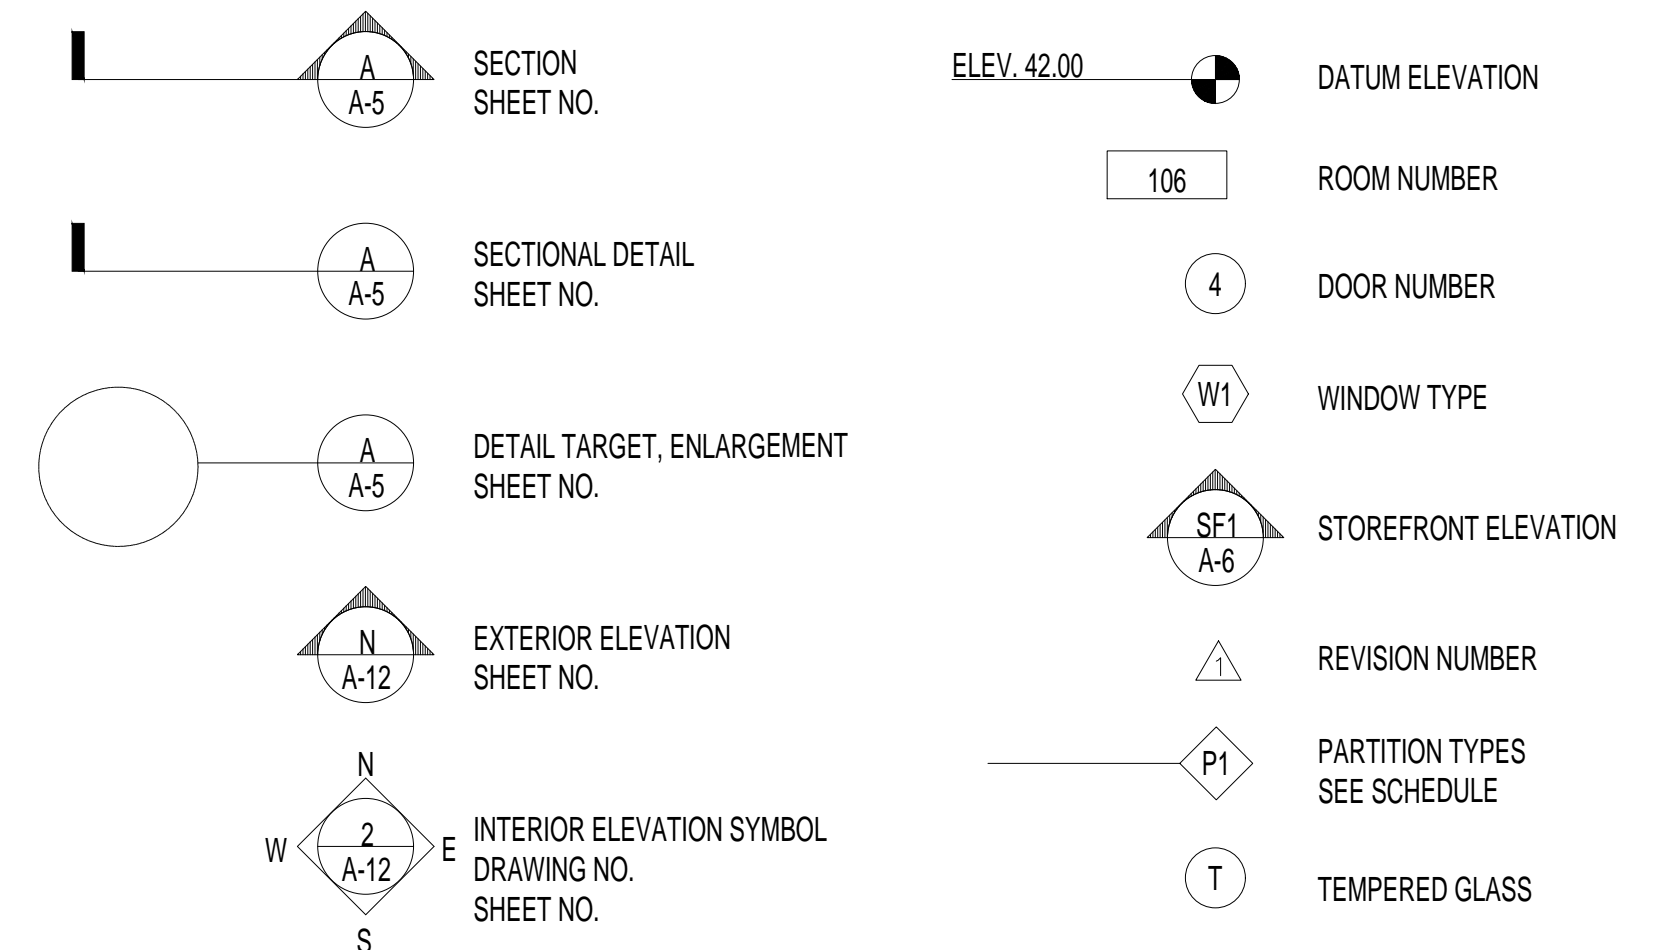 A
A-5
SECTION
SHEET NO.
A
A-5
SECTIONAL DETAIL
SHEET NO.
A
A-5
DETAIL TARGET, ENLARGEMENT
SHEET NO.
N
A-12
EXTERIOR ELEVATION
SHEET NO.
N
W
2
A-12
E
S
INTERIOR ELEVATION SYMBOL
DRAWING NO.
SHEET NO.
ELEV. 42.00
DATUM ELEVATION
106
ROOM NUMBER
4
DOOR NUMBER
W1
WINDOW TYPE
SF1
A-6
STOREFRONT ELEVATION
1
REVISION NUMBER
P1
PARTITION TYPES
SEE SCHEDULE
T
TEMPERED GLASS